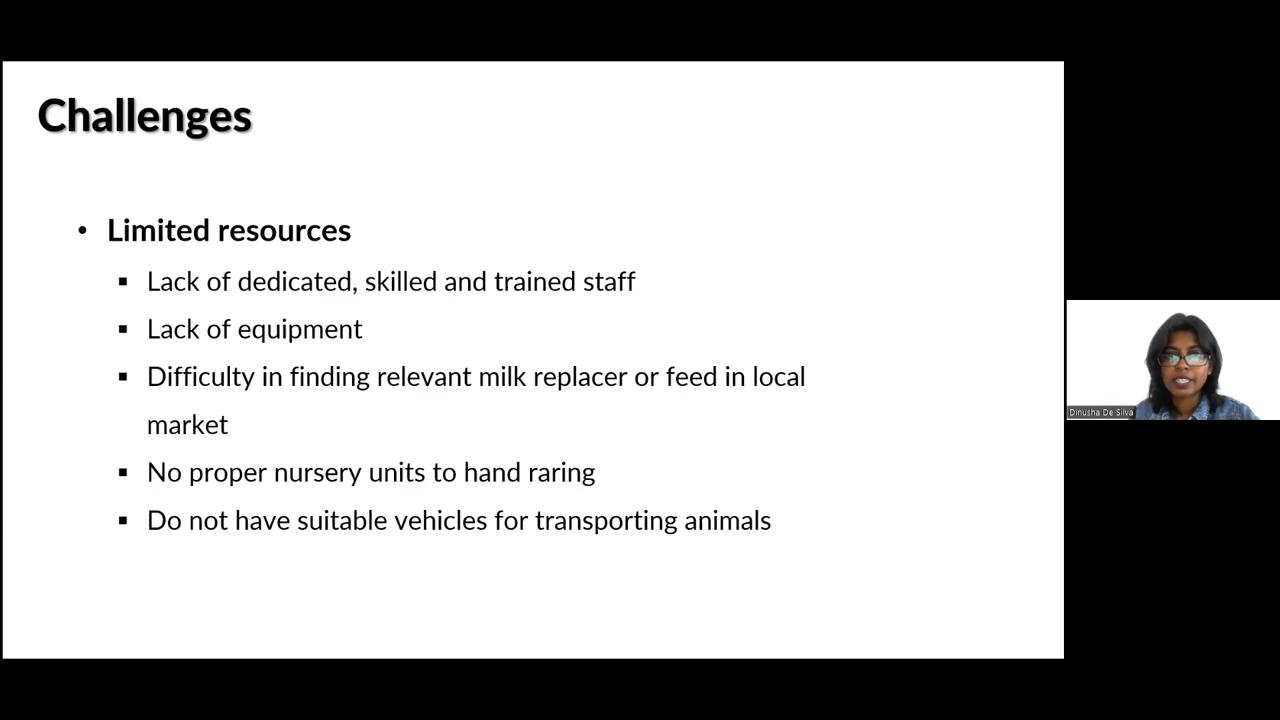 Challenges
• Limited resources
▪ Lack of dedicated, skilled and trained staff
▪ Lack of equipment
▪ Difficulty in finding relevant milk replacer or feed in local
market
▪ No proper nursery units to hand raring
▪ Do not have suitable vehicles for transporting animals
Dinusha De Silva